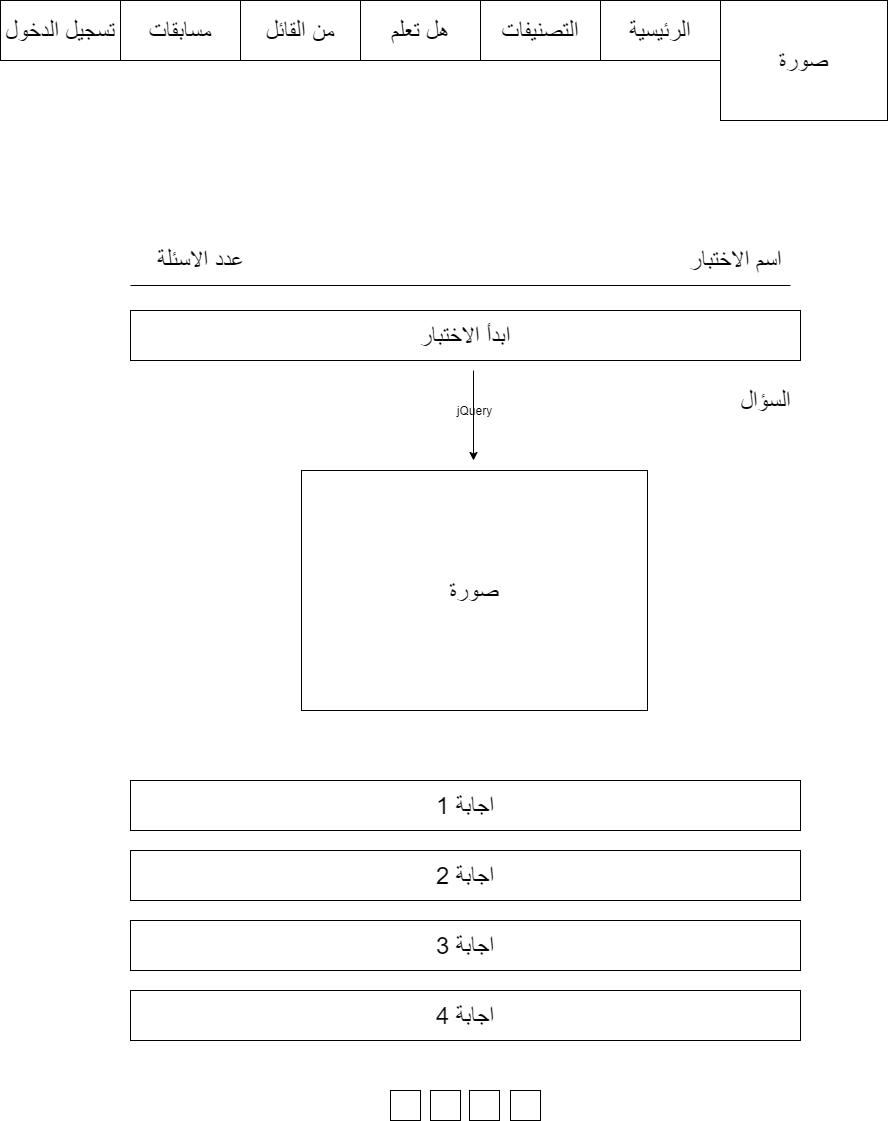 صورة
الرئيسية
التصنيفات
هل تعلم
من القائل
مسابقات
تسجيل الدخول
اسم الاختبار
عدد الاسئلة
ابدأ الاختبار
السؤال
jQuery
صورة
اجابة 1
اجابة 2
اجابة 3
اجابة 4